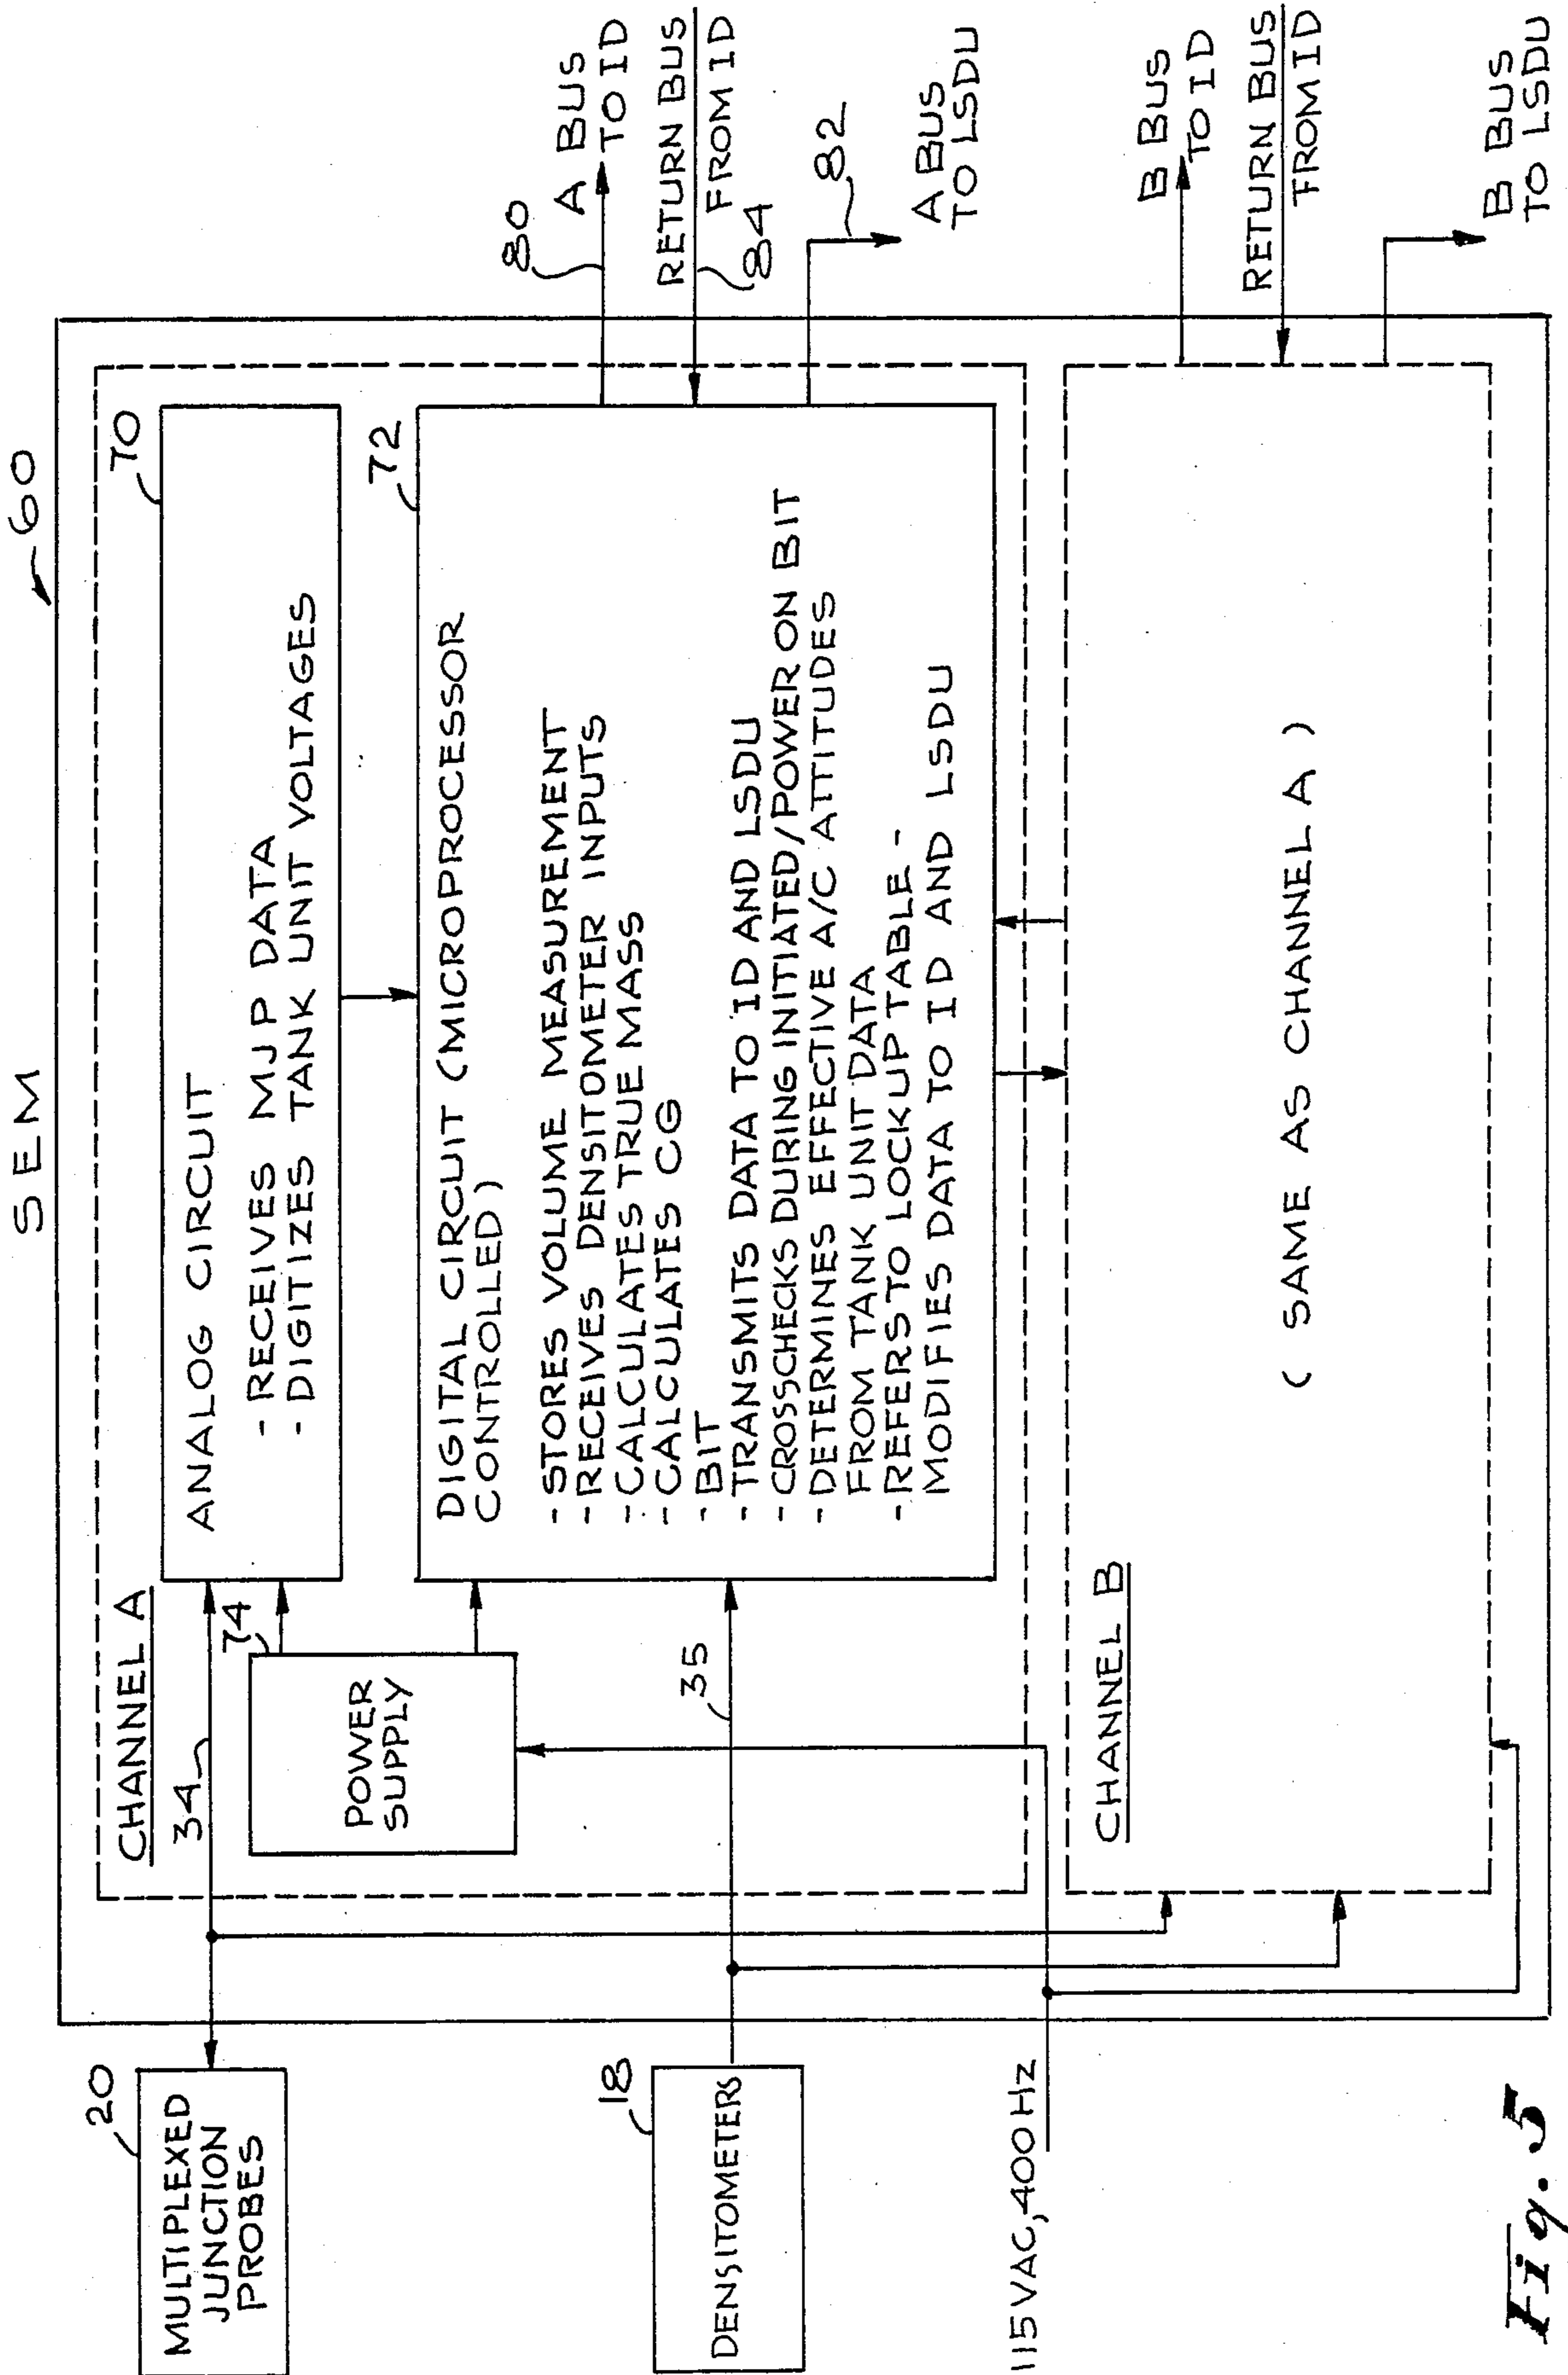 SEM
60
CHANNEL A
34
70
ANALOG CIRCUIT
- RECEIVES MJP DATA
- DIGITIZES TANK UNIT VOLTAGES
74
POWER
SUPPLY
72
DIGITAL CIRCUIT (MICROPROCESSOR
CONTROLLED)
- STORES VOLUME MEASUREMENT
- RECEIVES DENSITOMETER INPUTS
- CALCULATES TRUE MASS
- CALCULATES CG
- BIT
- TRANSMITS DATA TO ID AND LSDU
- CROSSCHECKS DURING INITIATED/POWER ON BIT
- DETERMINES EFFECTIVE A/C ATTITUDES
FROM TANK UNIT DATA
- REFERS TO LOCKUP TABLE -
MODIFIES DATA TO ID AND LSDU
35
CHANNEL B
( SAME AS CHANNEL A )
20
MULTIPLEXED
JUNCTION
PROBES
18
DENSITOMETERS
115VAC, 400Hz
80
A BUS
TO ID
RETURN BUS
FROM ID
84
82
A BUS
TO LSDU
B BUS
TO ID
RETURN BUS
FROM ID
B BUS
TO LSDU
Fig. 5